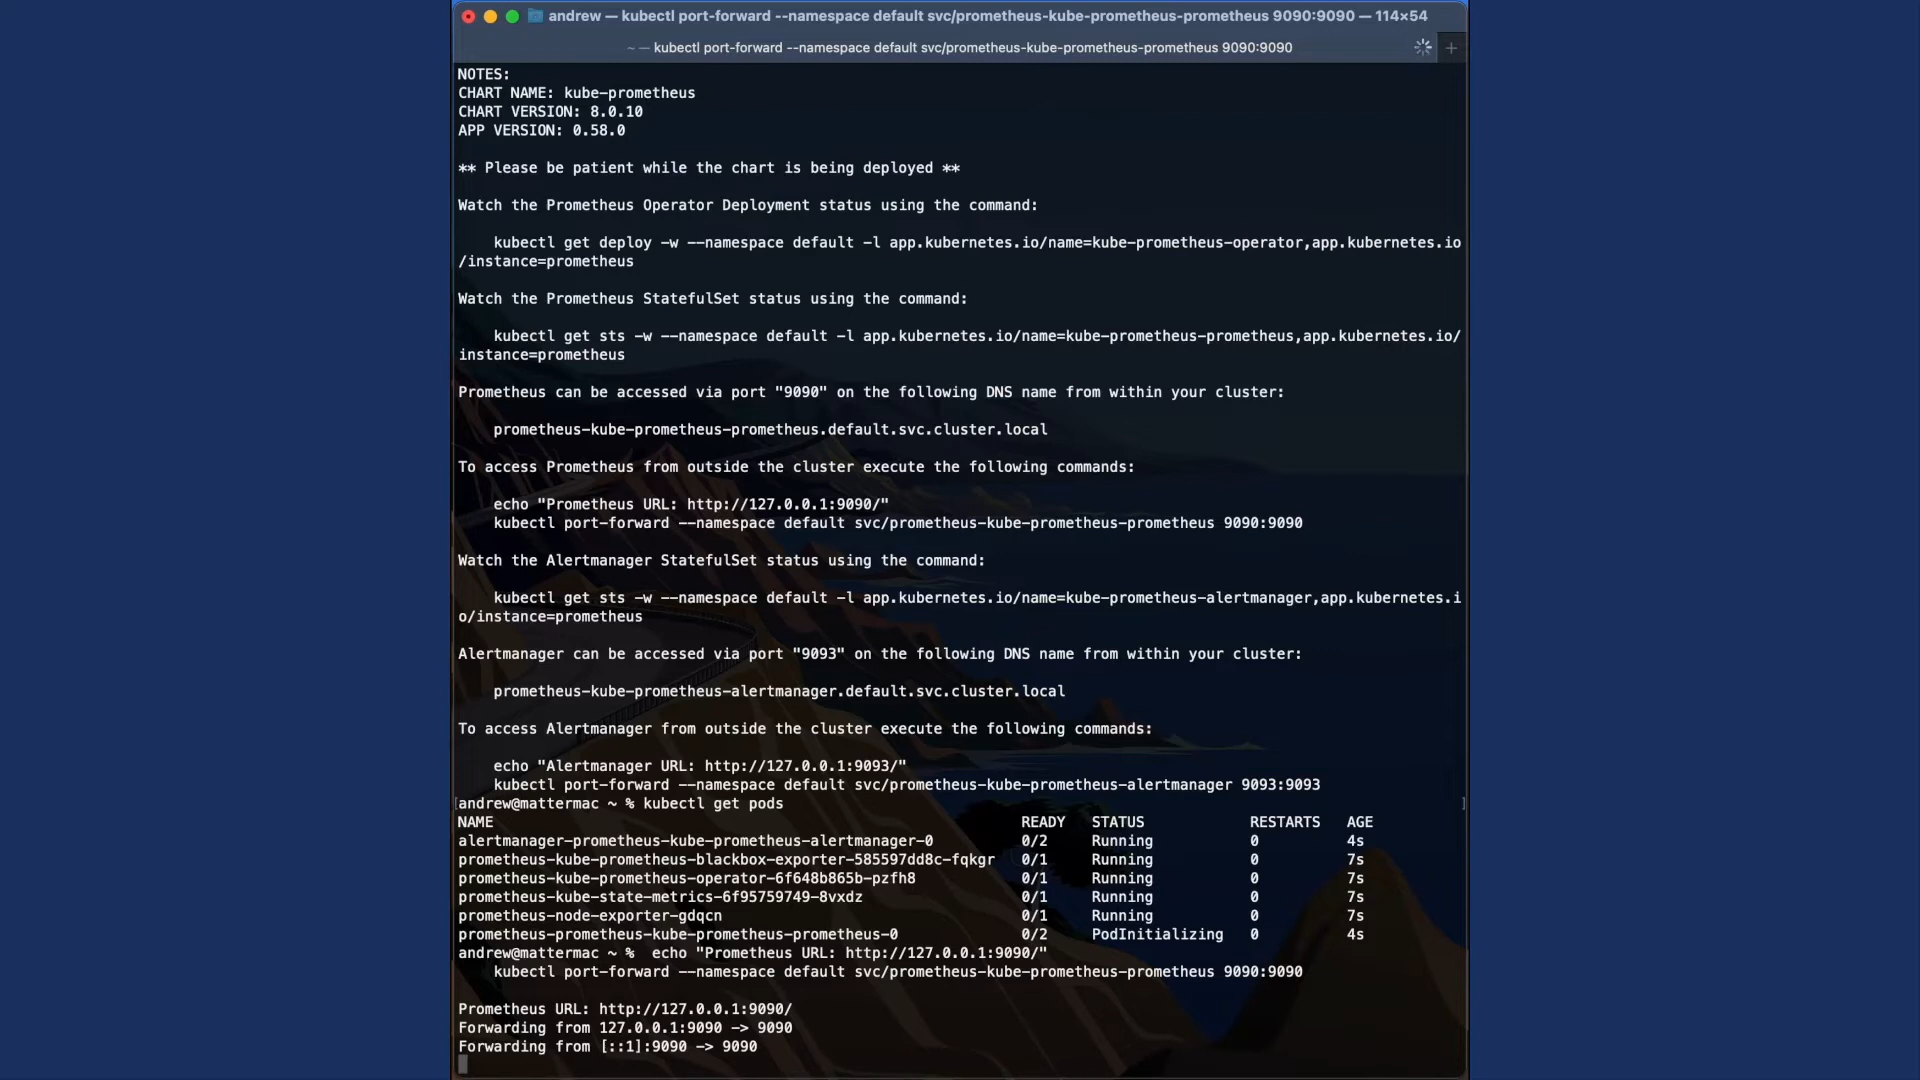 andrew — kubectl port-forward --namespace default svc/prometheus-kube-prometheus-prometheus 9090:9090 — 114×54
~ — kubectl port-forward --namespace default svc/prometheus-kube-prometheus-prometheus 9090:9090
NOTES:
CHART NAME: kube-prometheus
CHART VERSION: 8.0.10
APP VERSION: 0.58.0
** Please be patient while the chart is being deployed **
Watch the Prometheus Operator Deployment status using the command:
kubectl get deploy -w --namespace default -l app.kubernetes.io/name=kube-prometheus-operator,app.kubernetes.io
/instance=prometheus
Watch the Prometheus StatefulSet status using the command:
kubectl get sts -w --namespace default -l app.kubernetes.io/name=kube-prometheus-prometheus,app.kubernetes.io/
instance=prometheus
Prometheus can be accessed via port "9090" on the following DNS name from within your cluster:
prometheus-kube-prometheus-prometheus.default.svc.cluster.local
To access Prometheus from outside the cluster execute the following commands:
echo "Prometheus URL: http://127.0.0.1:9090/"
kubectl port-forward --namespace default svc/prometheus-kube-prometheus-prometheus 9090:9090
Watch the Alertmanager StatefulSet status using the command:
kubectl get sts -w --namespace default -l app.kubernetes.io/name=kube-prometheus-alertmanager,app.kubernetes.i
o/instance=prometheus
Alertmanager can be accessed via port "9093" on the following DNS name from within your cluster:
prometheus-kube-prometheus-alertmanager.default.svc.cluster.local
To access Alertmanager from outside the cluster execute the following commands:
echo "Alertmanager URL: http://127.0.0.1:9093/"
kubectl port-forward --namespace default svc/prometheus-kube-prometheus-alertmanager 9093:9093
[andrew@mattermac ~ % kubectl get pods ]
NAME READY STATUS RESTARTS AGE
alertmanager-prometheus-kube-prometheus-alertmanager-0 0/2 Running 0 4s
prometheus-kube-prometheus-blackbox-exporter-585597dd8c-fqkgr 0/1 Running 0 7s
prometheus-kube-prometheus-operator-6f648b865b-pzfh8 0/1 Running 0 7s
prometheus-kube-state-metrics-6f95759749-8vxdz 0/1 Running 0 7s
prometheus-node-exporter-gdqcn 0/1 Running 0 7s
prometheus-prometheus-kube-prometheus-prometheus-0 0/2 PodInitializing 0 4s
andrew@mattermac ~ %  echo "Prometheus URL: http://127.0.0.1:9090/"
kubectl port-forward --namespace default svc/prometheus-kube-prometheus-prometheus 9090:9090
Prometheus URL: http://127.0.0.1:9090/
Forwarding from 127.0.0.1:9090 -> 9090
Forwarding from [::1]:9090 -> 9090